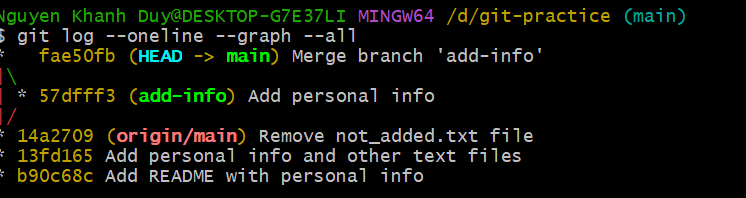 Nguyen Khanh Duy@DESKTOP-G7E37LI MINGW64 /d/git-practice (main)
$ git log --oneline --graph --all
*   fae50fb (HEAD -> main) Merge branch 'add-info'
|\
| * 57dfff3 (add-info) Add personal info
|/
* 14a2709 (origin/main) Remove not_added.txt file
* 13fd165 Add personal info and other text files
* b90c68c Add README with personal info